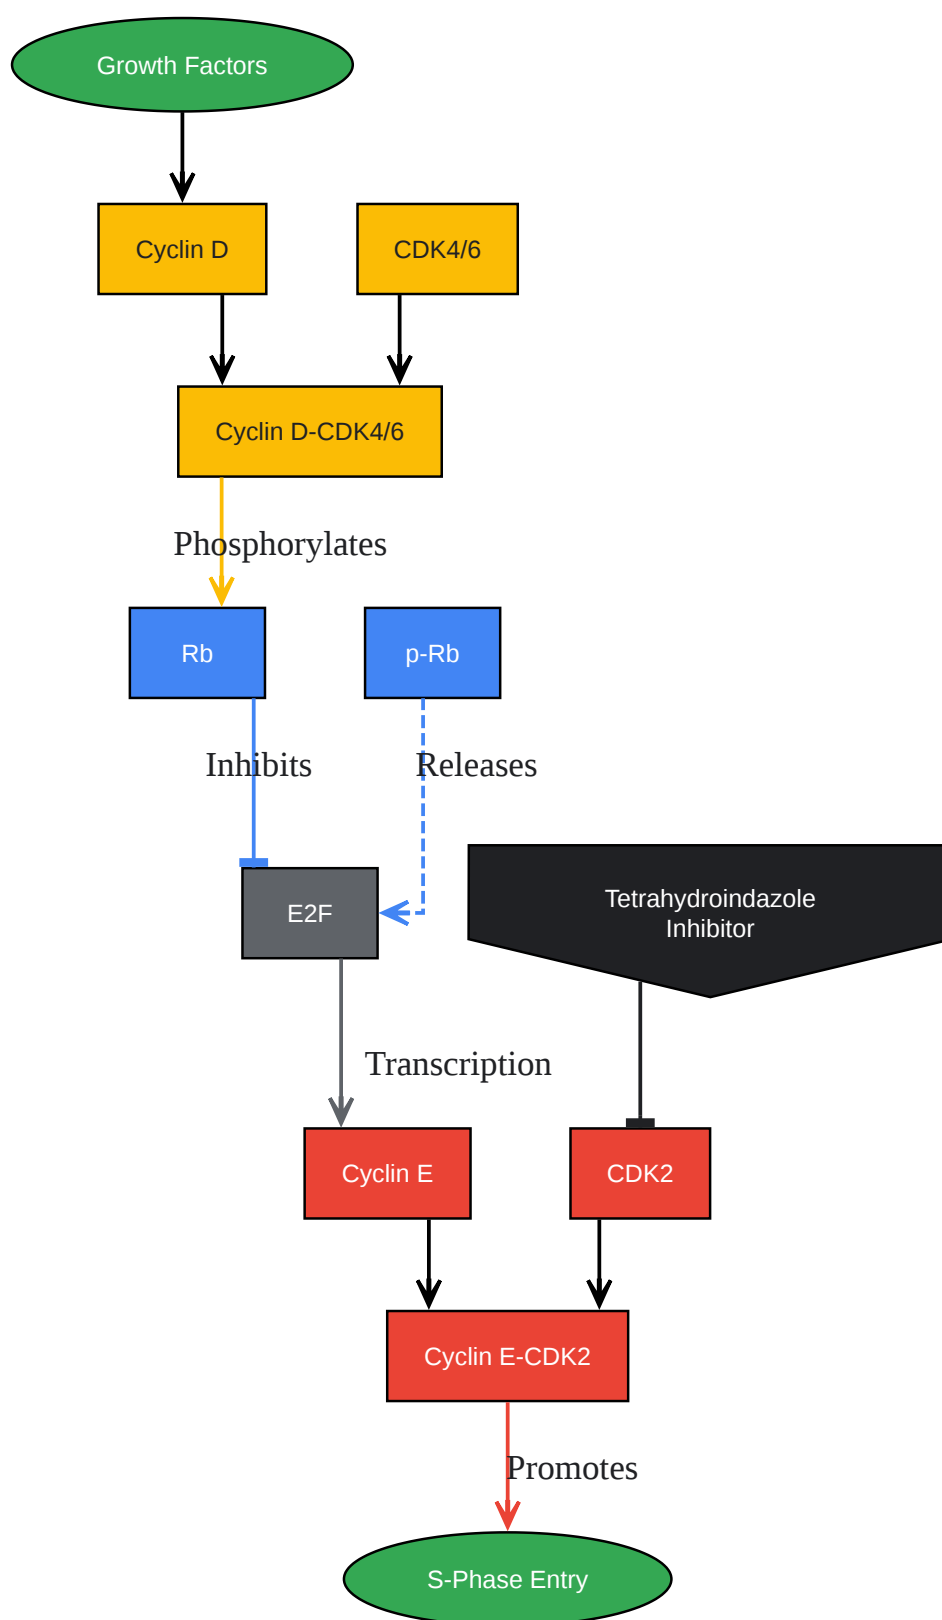 Growth Factors
Cyclin D
CDK4/6
Cyclin D-CDK4/6
Phosphorylates
Rb
p-Rb
Inhibits
Releases
E2F
Tetrahydroindazole
Inhibitor
Transcription
Cyclin E
CDK2
Cyclin E-CDK2
Promotes
S-Phase Entry